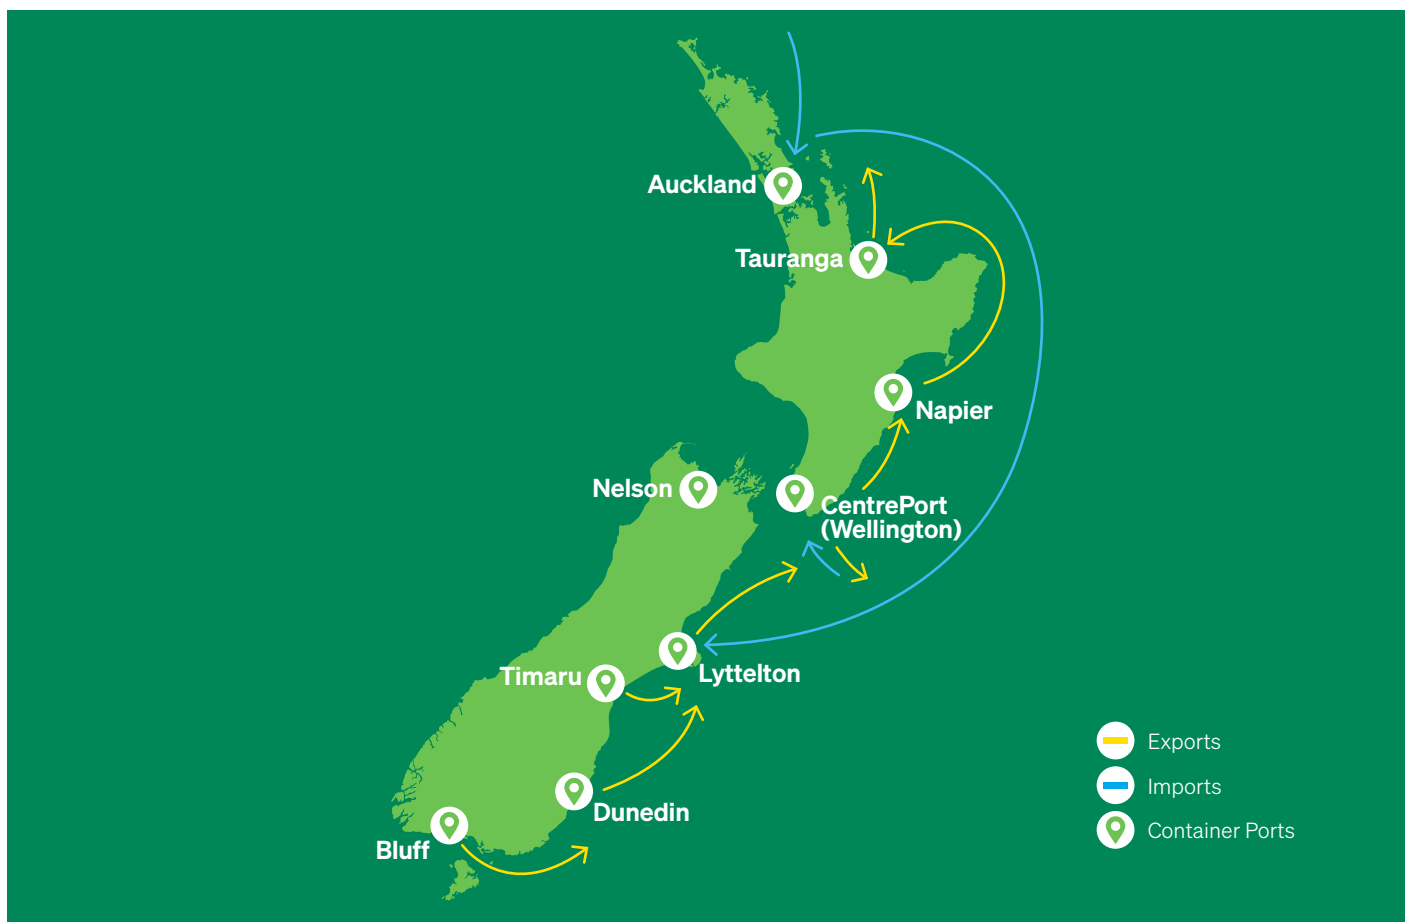 Auckland
Tauranga
Napier
Nelson
CentrePort
(Wellington)
Lyttelton
Timaru
Dunedin
Bluff
Exports
Imports
Container Ports